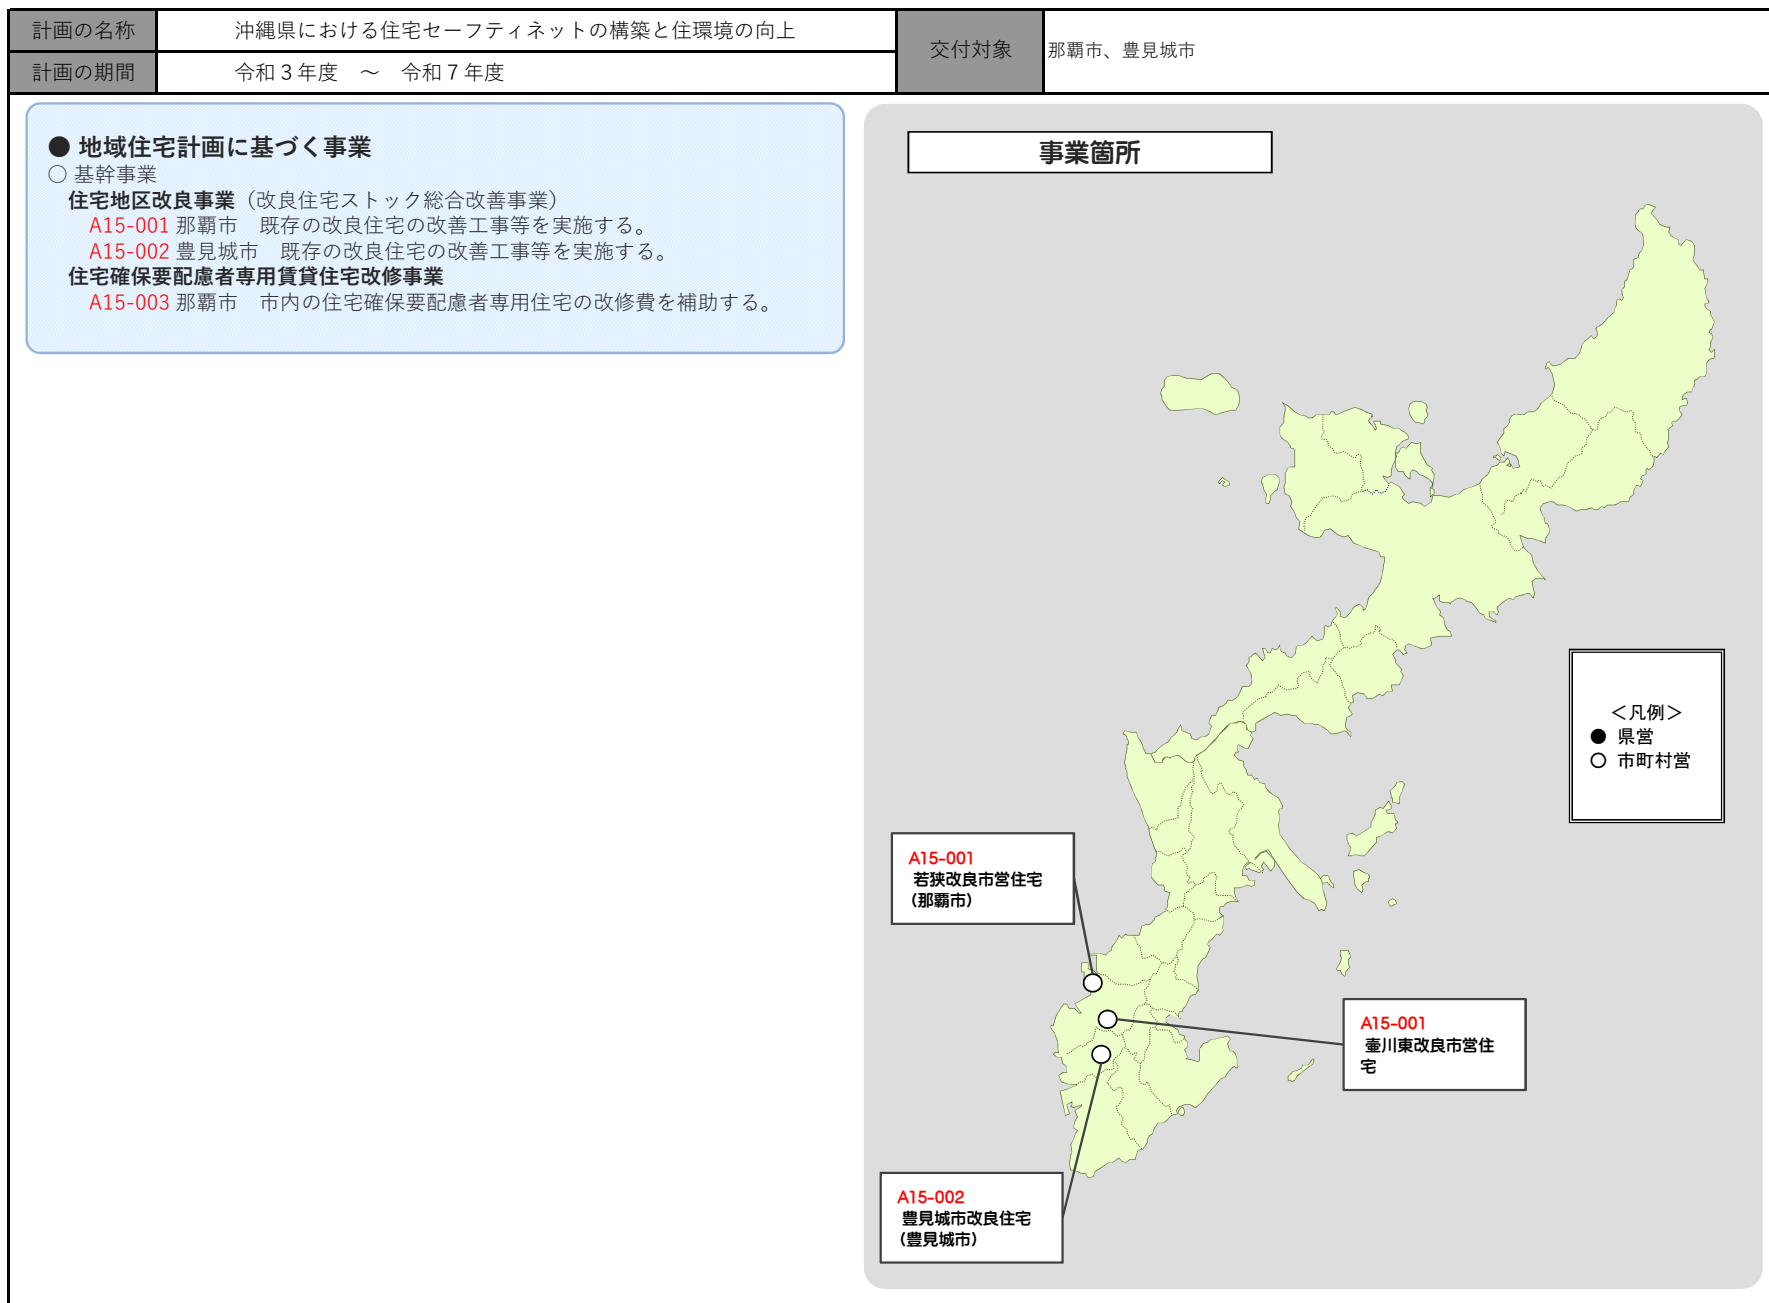 計画の名称
沖縄県における住宅セーフティネットの構築と住環境の向上
計画の期間
令和３年度　～　令和７年度
交付対象
那覇市、豊見城市
● 地域住宅計画に基づく事業
○ 基幹事業
住宅地区改良事業（改良住宅ストック総合改善事業）
A15-001 那覇市　既存の改良住宅の改善工事等を実施する。
A15-002 豊見城市　既存の改良住宅の改善工事等を実施する。
住宅確保要配慮者専用賃貸住宅改修事業
A15-003 那覇市　市内の住宅確保要配慮者専用住宅の改修費を補助する。
事業箇所
＜凡例＞
● 県営
○ 市町村営
A15-001
若狭改良市営住宅
（那覇市）
A15-001
壷川東改良市営住
宅
A15-002
豊見城市改良住宅
（豊見城市）